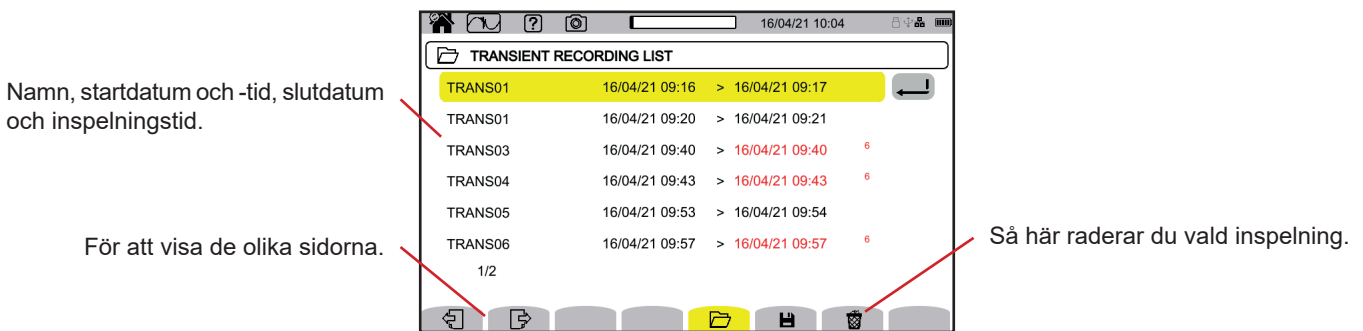 16/04/21 10:04
TRANSIENT RECORDING LIST
Namn, startdatum och -tid, slutdatum
och inspelningstid.
TRANS01 16/04/21 09:16 > 16/04/21 09:17
TRANS01 16/04/21 09:20 > 16/04/21 09:21
TRANS03 16/04/21 09:40 > 16/04/21 09:40 6
TRANS04 16/04/21 09:43 > 16/04/21 09:43 6
TRANS05 16/04/21 09:53 > 16/04/21 09:54
TRANS06 16/04/21 09:57 > 16/04/21 09:57 6
1/2
För att visa de olika sidorna.
Så här raderar du vald inspelning.